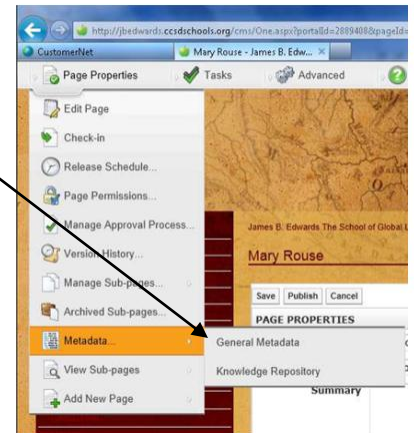 http://jbedwards.ccsdschools.org/cms/One.aspx?portalId=2889408&pageId=
CustomerNet
Mary Rouse - James B. Edw...
Page Properties
Tasks
Advanced
Edit Page
Check-in
Release Schedule...
Page Permissions...
Manage Approval Process...
Version History...
Manage Sub-pages...
Archived Sub-pages...
Metadata...
View Sub-pages
Add New Page
James B. Edwards The School of Global L
Mary Rouse
Save
Publish
Cancel
PAGE PROPERTIES
General Metadata
Knowledge Repository
Summary